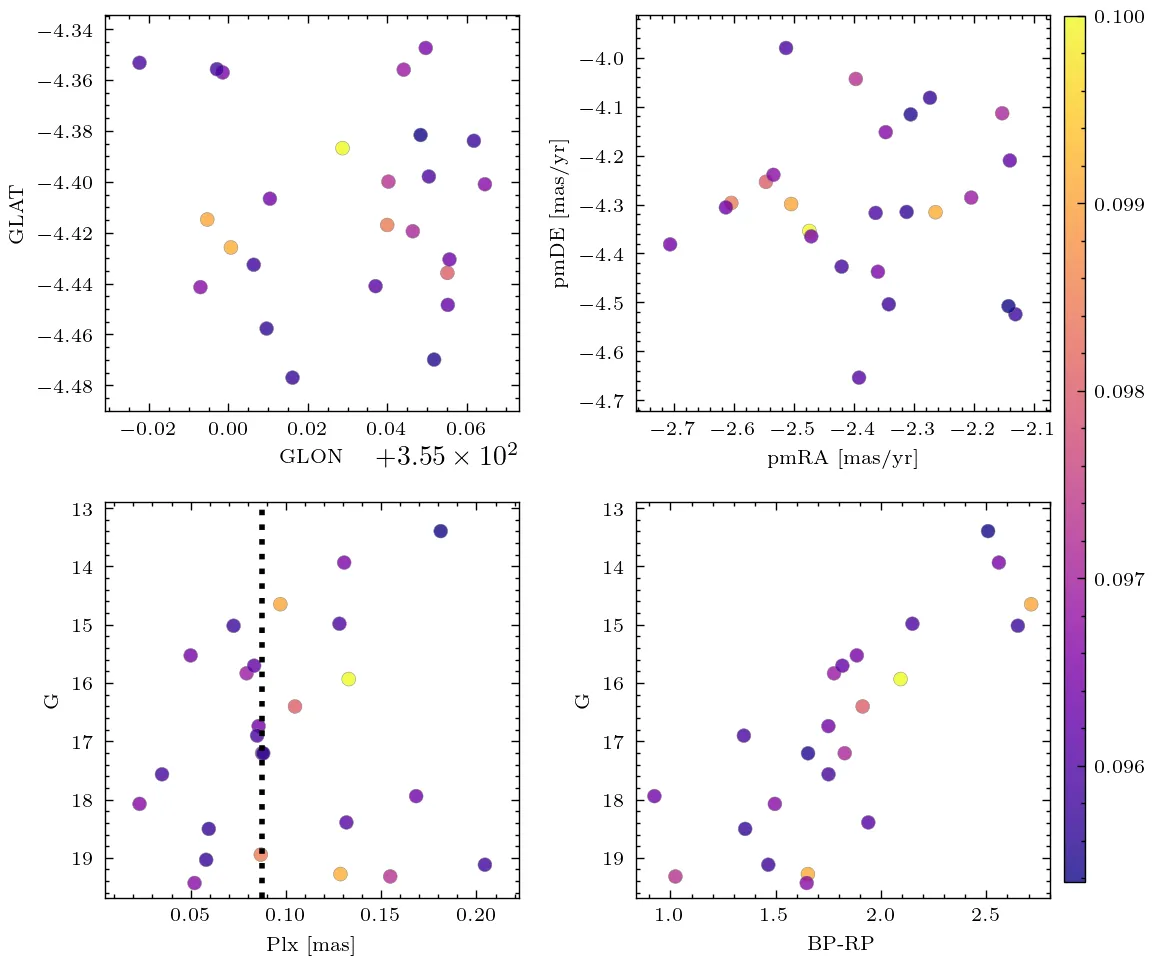 −4.34
−4.36
−4.38
−4.40
−4.42
−4.44
−4.46
−4.48
GLAT
−0.02 0.00 0.02 0.04 0.06
GLON +3.55 × 10²
−4.0
−4.1
−4.2
−4.3
−4.4
−4.5
−4.6
−4.7
pmDE [mas/yr]
−2.7 −2.6 −2.5 −2.4 −2.3 −2.2 −2.1
pmRA [mas/yr]
13
14
15
16
17
18
19
G
0.05 0.10 0.15 0.20
Plx [mas]
13
14
15
16
17
18
19
G
1.0 1.5 2.0 2.5
BP-RP
0.100
0.099
0.098
0.097
0.096